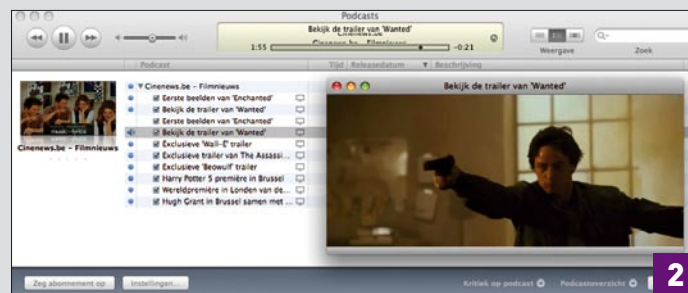 Podcasts
Bekijk de trailer van 'Wanted'
Cinenews.be - Filmnieuws
1:55
-0:21
Weergave
Zoek
Podcast
Tijd
Releasedatum
Beschrijving
Cinenews.be – Filmnieuws
Eerste beelden van 'Enchanted'
Bekijk de trailer van 'Wanted'
Eerste beelden van 'Enchanted'
Bekijk de trailer van 'Wanted'
Exclusieve 'Wall-E' trailer
Exclusieve trailer van The Assassi...
Exclusieve 'Beowulf' trailer
Harry Potter 5 première in Brussel
Wereldpremière in Londen van de...
Hugh Grant in Brussel samen met ...
Cinenews.be – Filmnieuws
Bekijk de trailer van 'Wanted'
Zeg abonnement op
Instellingen...
Kritiek op podcast
Podcastoverzicht
2